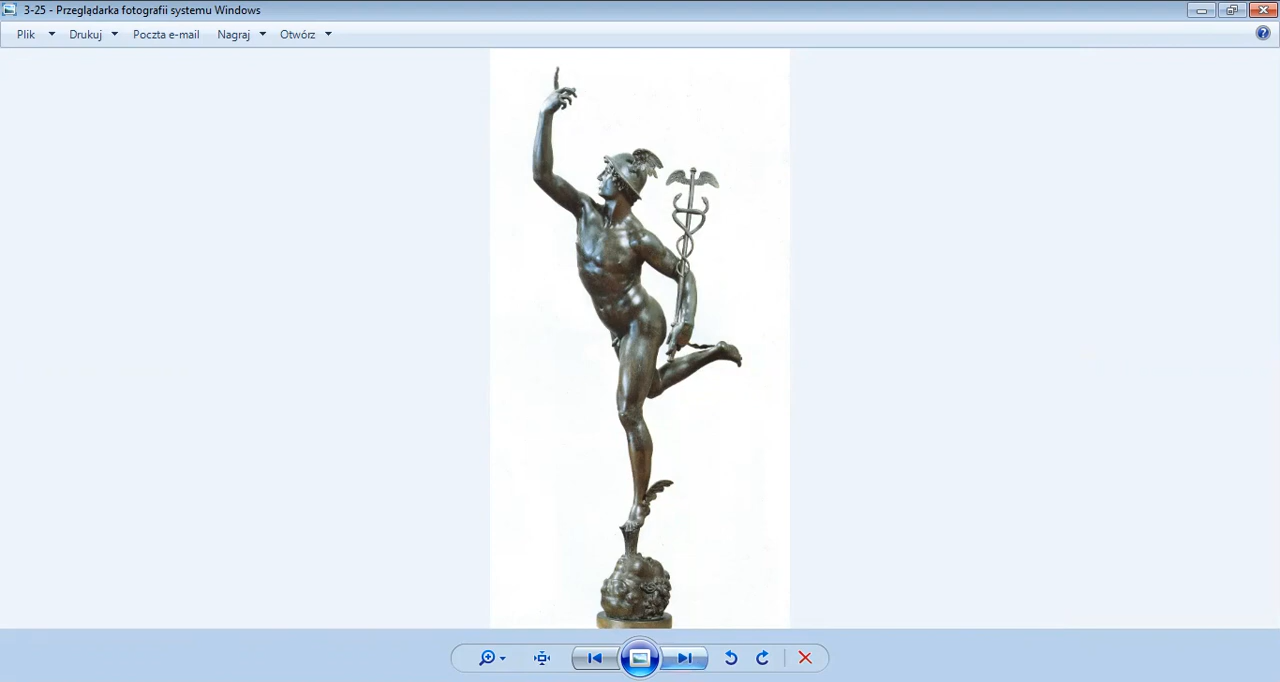 3-25 - Przeglądarka fotografii systemu Windows
Plik Drukuj Poczta e-mail Nagraj Otwórz
?